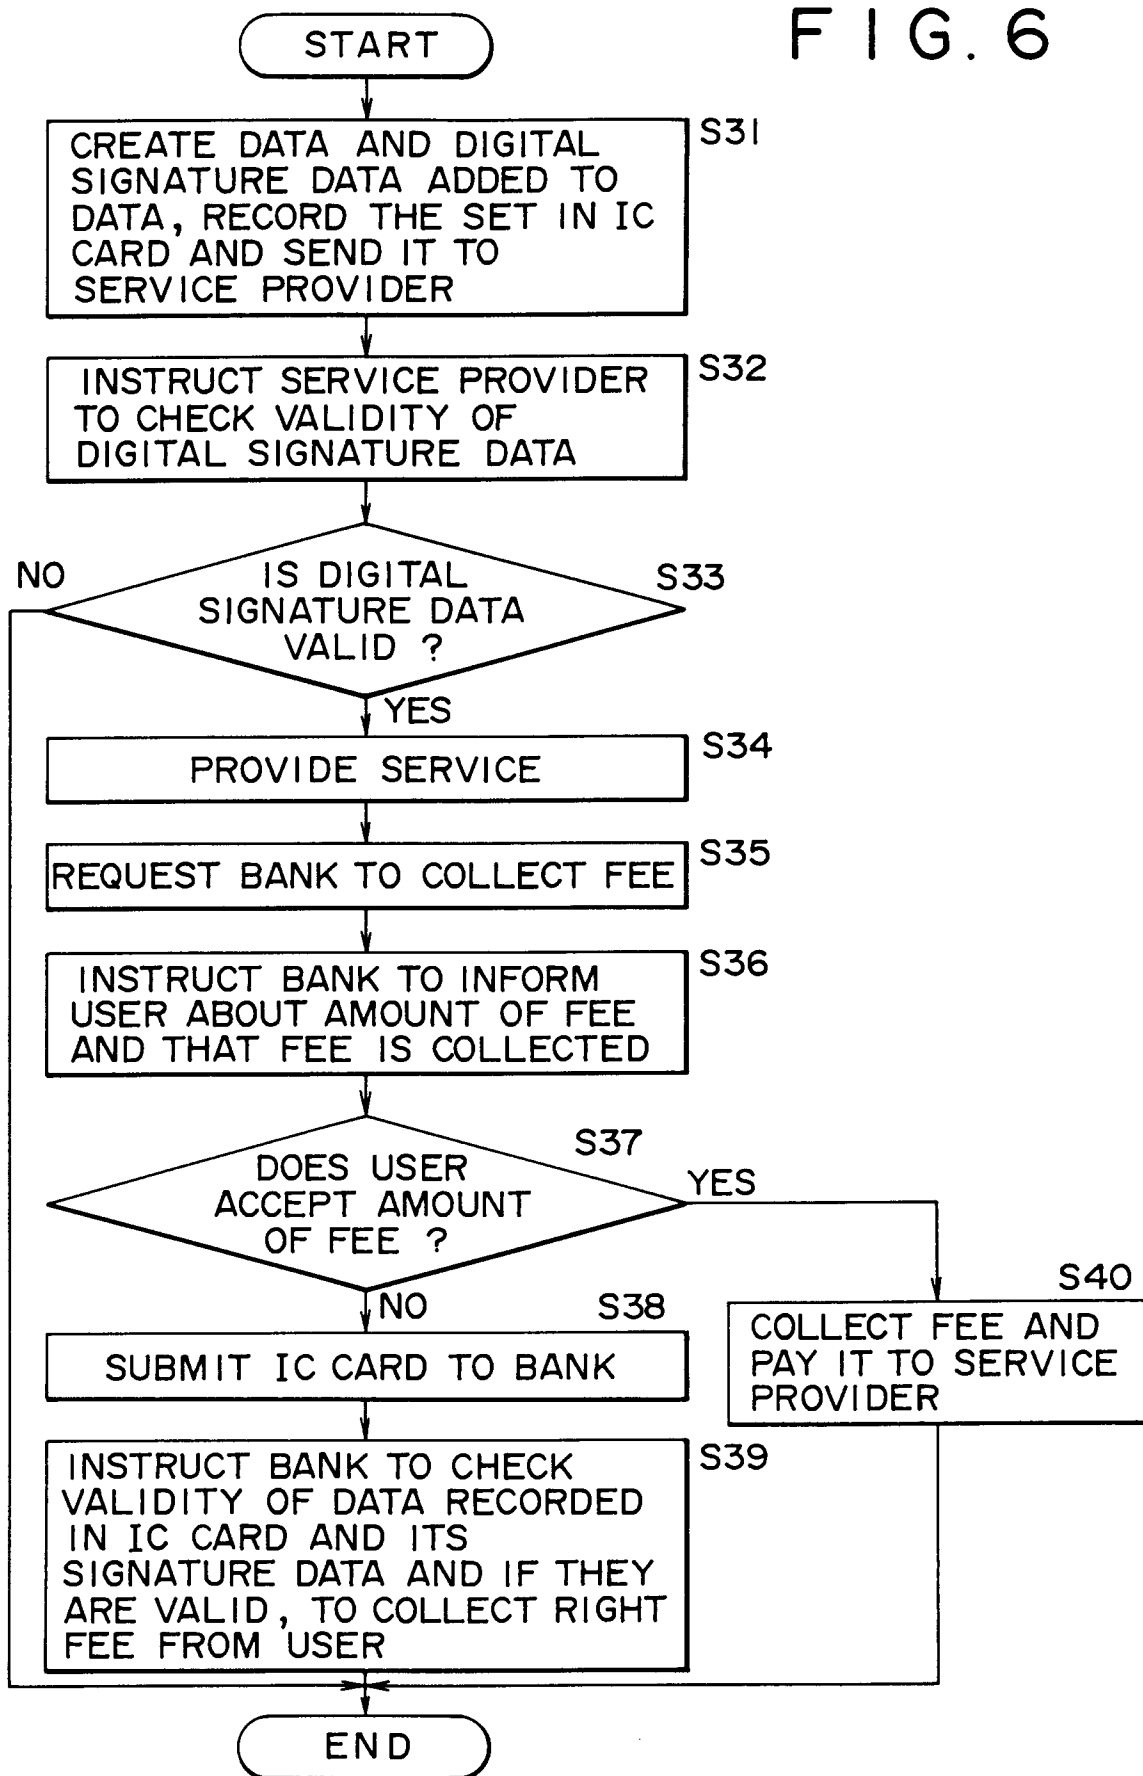 FIG. 6
START
S31
CREATE DATA AND DIGITAL
SIGNATURE DATA ADDED TO
DATA, RECORD THE SET IN IC
CARD AND SEND IT TO
SERVICE PROVIDER
S32
INSTRUCT SERVICE PROVIDER
TO CHECK VALIDITY OF
DIGITAL SIGNATURE DATA
NO
S33
IS DIGITAL
SIGNATURE DATA
VALID ?
YES
S34
PROVIDE SERVICE
S35
REQUEST BANK TO COLLECT FEE
S36
INSTRUCT BANK TO INFORM
USER ABOUT AMOUNT OF FEE
AND THAT FEE IS COLLECTED
S37
DOES USER
ACCEPT AMOUNT
OF FEE ?
YES
NO
S38
SUBMIT IC CARD TO BANK
S40
COLLECT FEE AND
PAY IT TO SERVICE
PROVIDER
S39
INSTRUCT BANK TO CHECK
VALIDITY OF DATA RECORDED
IN IC CARD AND ITS
SIGNATURE DATA AND IF THEY
ARE VALID, TO COLLECT RIGHT
FEE FROM USER
END